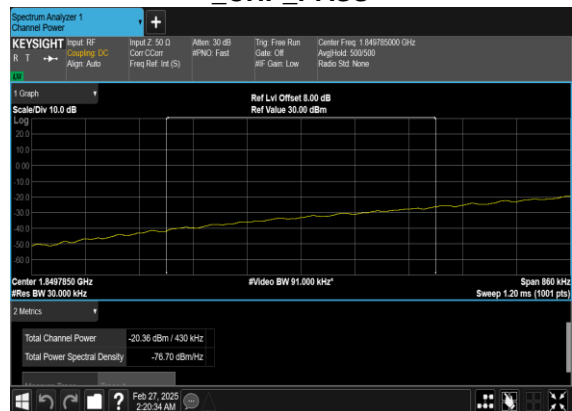 Spectrum Analyzer 1
Channel Power
+
KEYSIGHT
R T
Input: RF
Coupling: DC
Align: Auto
Input Z: 50 Ω
Corr CCorr
Freq Ref: Int (S)
Atten: 30 dB
#PNO: Fast
Trig: Free Run
Gate: Off
#IF Gain: Low
Center Freq: 1.849785000 GHz
Avg|Hold: 500/500
Radio Std: None
LW
1 Graph
Scale/Div 10.0 dB
Ref Lvl Offset 8.00 dB
Ref Value 30.00 dBm
Log
20.0
10.0
0.00
-10.0
-20.0
-30.0
-40.0
-50.0
-60.0
Center 1.8497850 GHz
#Video BW 91.000 kHz*
Span 860 kHz
#Res BW 30.000 kHz
Sweep 1.20 ms (1001 pts)
2 Metrics
Total Channel Power -20.36 dBm / 430 kHz
Total Power Spectral Density -76.70 dBm/Hz
?
Feb 27, 2025
2:20:34 AM